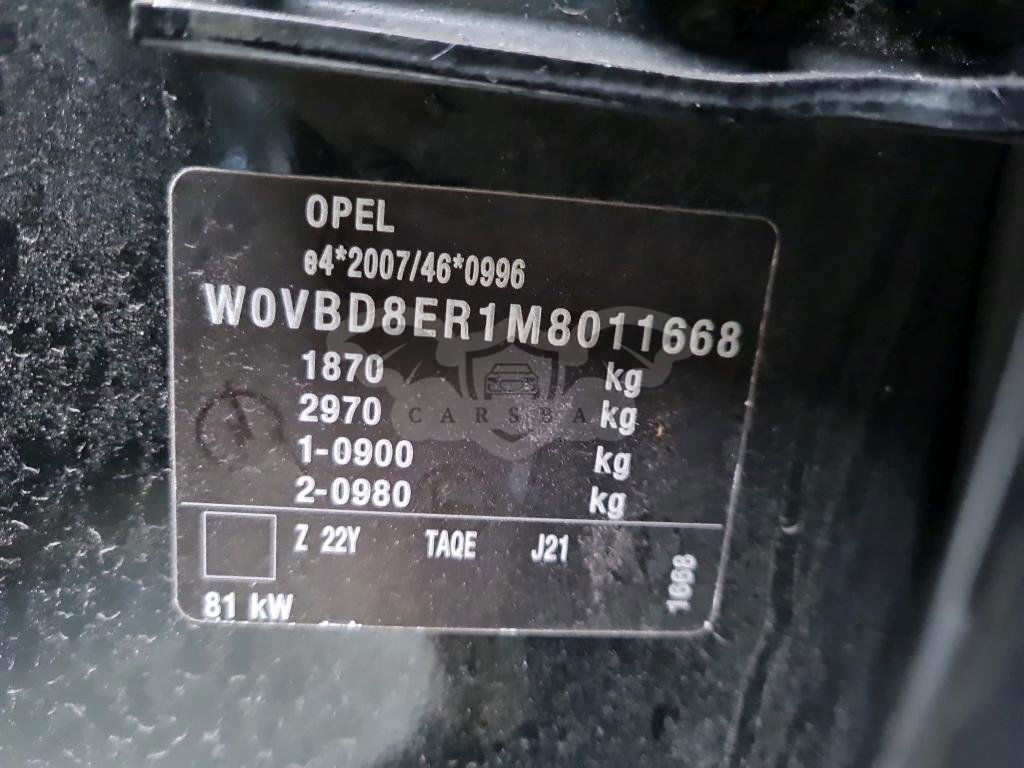 OPEL
e4*2007/46*0996
W0VBD8ER1M8011668
1870 kg
2970 kg
1-0900 kg
2-0980 kg
Z 22Y TAQE J21
1668
81 kW
CARSBA